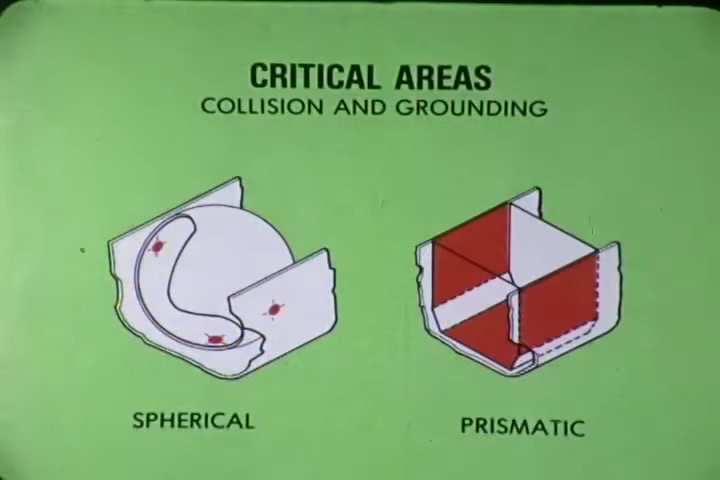 CRITICAL AREAS
COLLISION AND GROUNDING
SPHERICAL
PRISMATIC